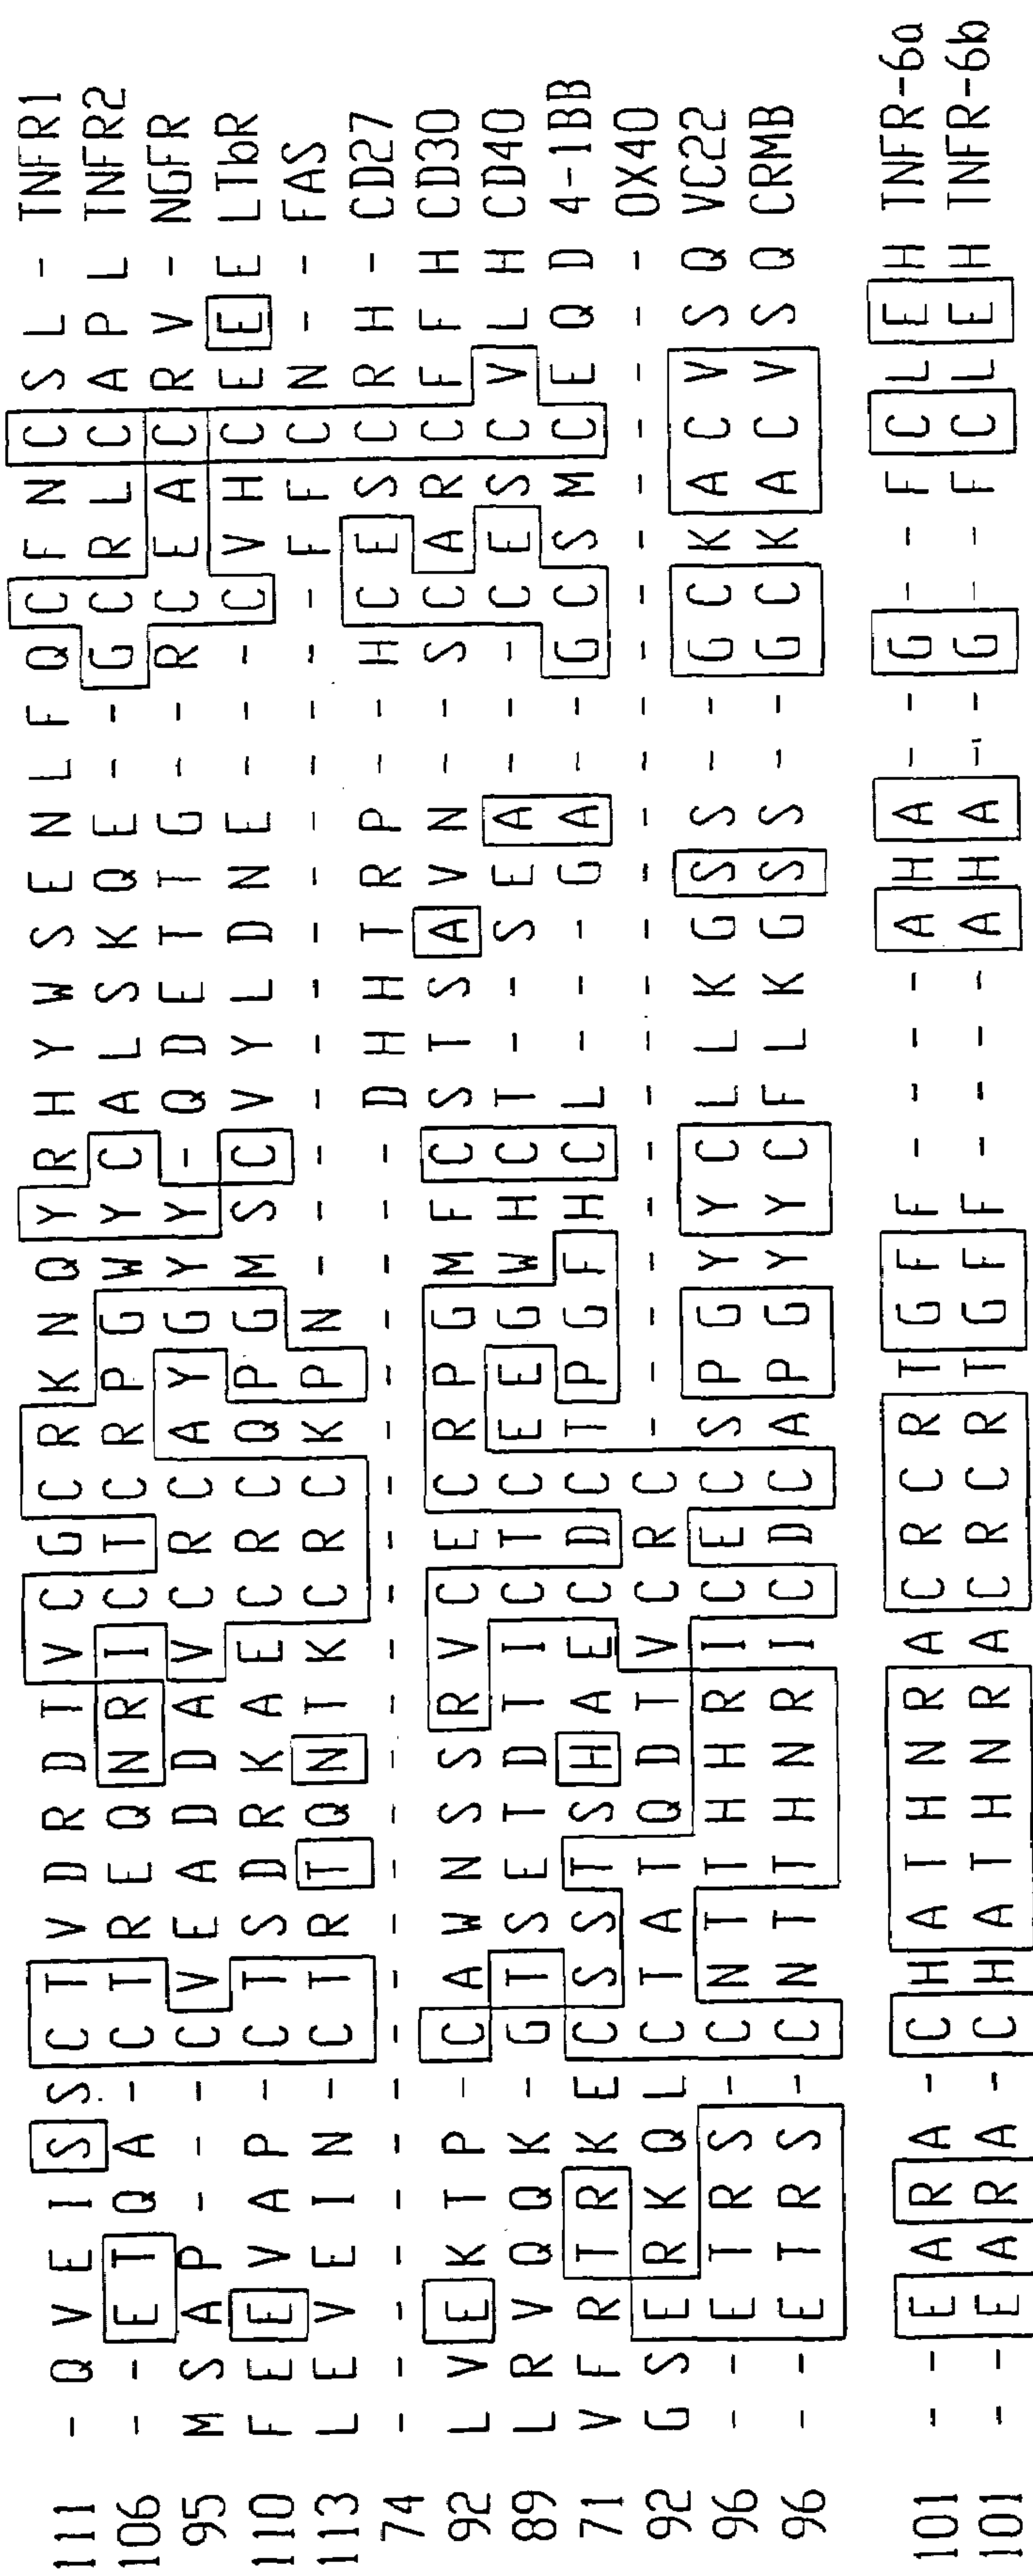 111 - Q V E I S S C T V D R D T V C G C R K N Q Y R H Y W S E N L F Q C F N C S L - TNFR1
106 - - E T Q A - C T R E Q N R I C T C R P G W Y C A L S K Q E - - G C R L C A P L TNFR2
95 M S A P - - - C V E A D D A V C R C A Y G Y Y - Q D E T T G - - R C E A C R V - NGFR
110 F E E V A P - C T S D R K A E C R C Q P G M S C V Y L D N E - - - C V H C E E E LTbR
113 L E V E I N - C T R T Q N T K C R C K P N - - - - - - - - - - - - - F F C N - - FAS
74 - - - - - - - - - - - - - - - - - - - - - - - - D H H T R P - - H C E S C R H - CD27
92 L V E K T P - C A W N S S R V C E C R P G M F C S T S A V N - - S C A R C F F H CD30
89 L R V Q Q K - G T S E T D T I C T C E E G W H C T - - S E A - - - C E S C V L H CD40
71 V F R T R K E C S S T S H A E C D C T P G F H C L - - - G A - - G C S M C E Q D 4-1BB
92 G S E R K Q L C T A T Q D T V C R C - - - - - - - - - - - - - - - - - - - - - - OX40
96 - - E T R S - C N T T H H R I C E C S P G Y Y C L L K G S S - - G C K A C V S Q VC22
96 - - E T R S - C N T T H N R I C D C A P G Y Y C F L K G S S - - G C K A C V S Q CRMB
101 - - E A R A - C H A T H N R A C R C R T G F F - - - - A H A - - G - - F C L E H TNFR-6a
101 - - E A R A - C H A T H N R A C R C R T G F F - - - - A H A - - G - - F C L E H TNFR-6b